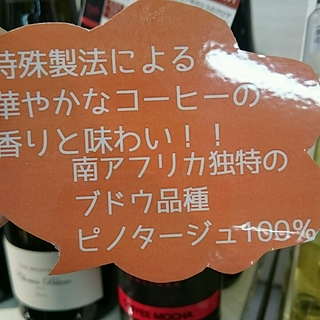 特殊製法による
華やかなコーヒーの
香りと味わい！！
南アフリカ独特の
ブドウ品種
ピノタージュ100%
MOCHA